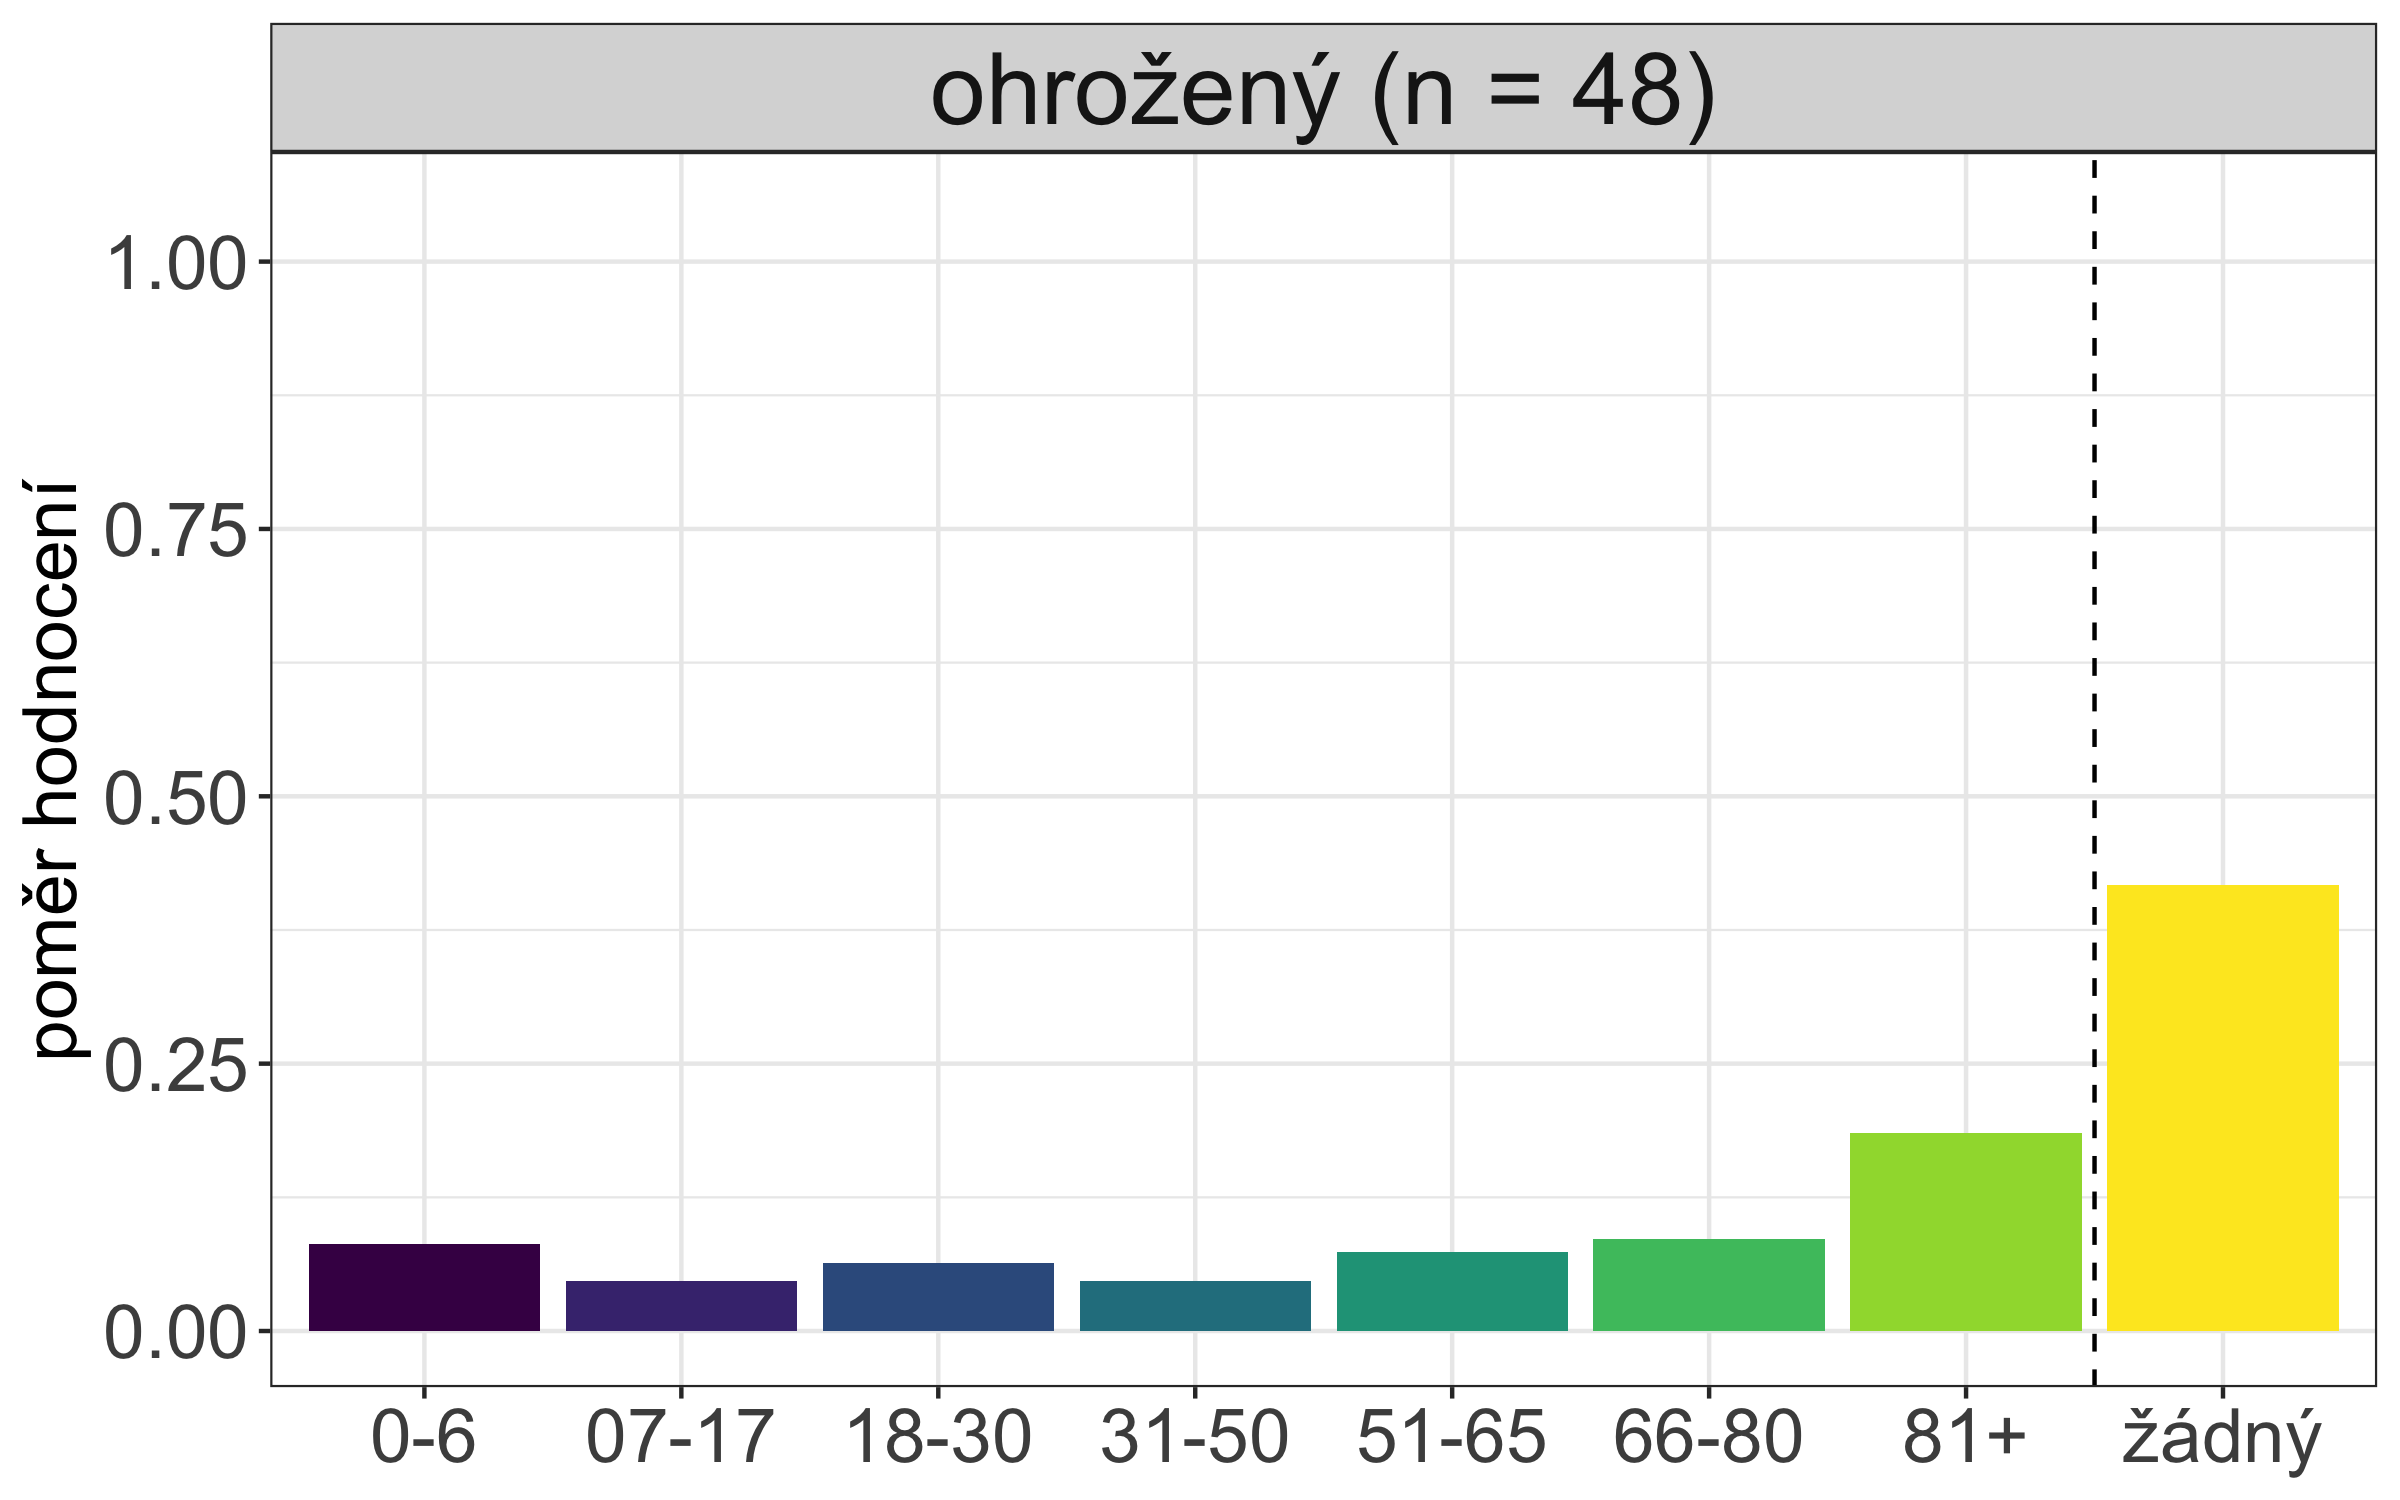 ohrožený (n = 48)
poměr hodnocení
1.00
0.75
0.50
0.25
0.00
0-6 07-17 18-30 31-50 51-65 66-80 81+ žádný